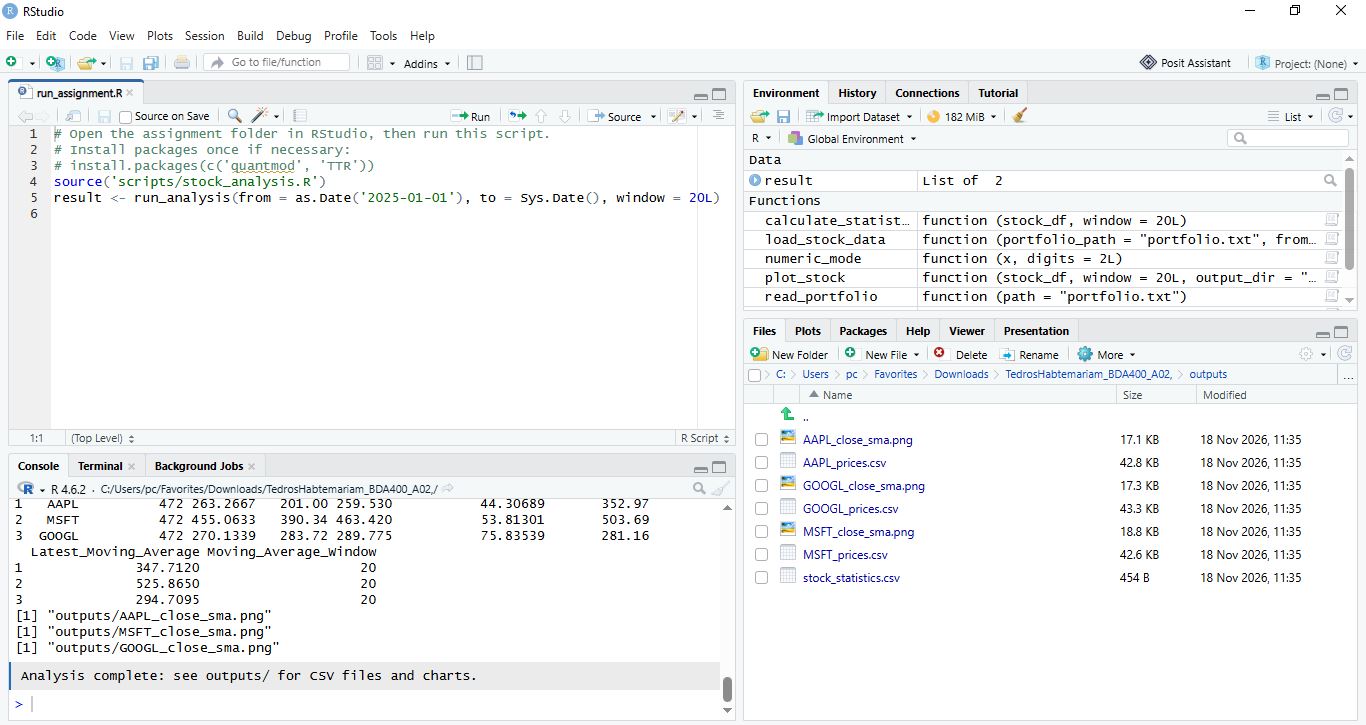 RStudio
File Edit Code View Plots Session Build Debug Profile Tools Help
Go to file/function Addins Posit Assistant Project: (None)
run_assignment.R
Source on Save Run Source
1 # Open the assignment folder in RStudio, then run this script.
2 # Install packages once if necessary:
3 # install.packages(c('quantmod', 'TTR'))
4 source('scripts/stock_analysis.R')
5 result <- run_analysis(from = as.Date('2025-01-01'), to = Sys.Date(), window = 20L)
6
1:1 (Top Level) R Script
Console Terminal Background Jobs
R 4.6.2 · C:/Users/pc/Favorites/Downloads/TedrosHabtemariam_BDA400_A02,/
1 AAPL 472 263.2667 201.00 259.530 44.30689 352.97
2 MSFT 472 455.0633 390.34 463.420 53.81301 503.69
3 GOOGL 472 270.1339 283.72 289.775 75.83539 281.16
Latest_Moving_Average Moving_Average_Window
1 347.7120 20
2 525.8650 20
3 294.7095 20
[1] "outputs/AAPL_close_sma.png"
[1] "outputs/MSFT_close_sma.png"
[1] "outputs/GOOGL_close_sma.png"
Analysis complete: see outputs/ for CSV files and charts.
>
Environment History Connections Tutorial
Import Dataset 182 MiB List
R Global Environment
Data
result List of 2
Functions
calculate_statist… function (stock_df, window = 20L)
load_stock_data function (portfolio_path = "portfolio.txt", from…
numeric_mode function (x, digits = 2L)
plot_stock function (stock_df, window = 20L, output_dir = "…
read_portfolio function (path = "portfolio.txt")
Files Plots Packages Help Viewer Presentation
New Folder New File Delete Rename More
C: Users pc Favorites Downloads TedrosHabtemariam_BDA400_A02, outputs ...
Name Size Modified
..
AAPL_close_sma.png 17.1 KB 18 Nov 2026, 11:35
AAPL_prices.csv 42.8 KB 18 Nov 2026, 11:35
GOOGL_close_sma.png 17.3 KB 18 Nov 2026, 11:35
GOOGL_prices.csv 43.3 KB 18 Nov 2026, 11:35
MSFT_close_sma.png 18.8 KB 18 Nov 2026, 11:35
MSFT_prices.csv 42.6 KB 18 Nov 2026, 11:35
stock_statistics.csv 454 B 18 Nov 2026, 11:35